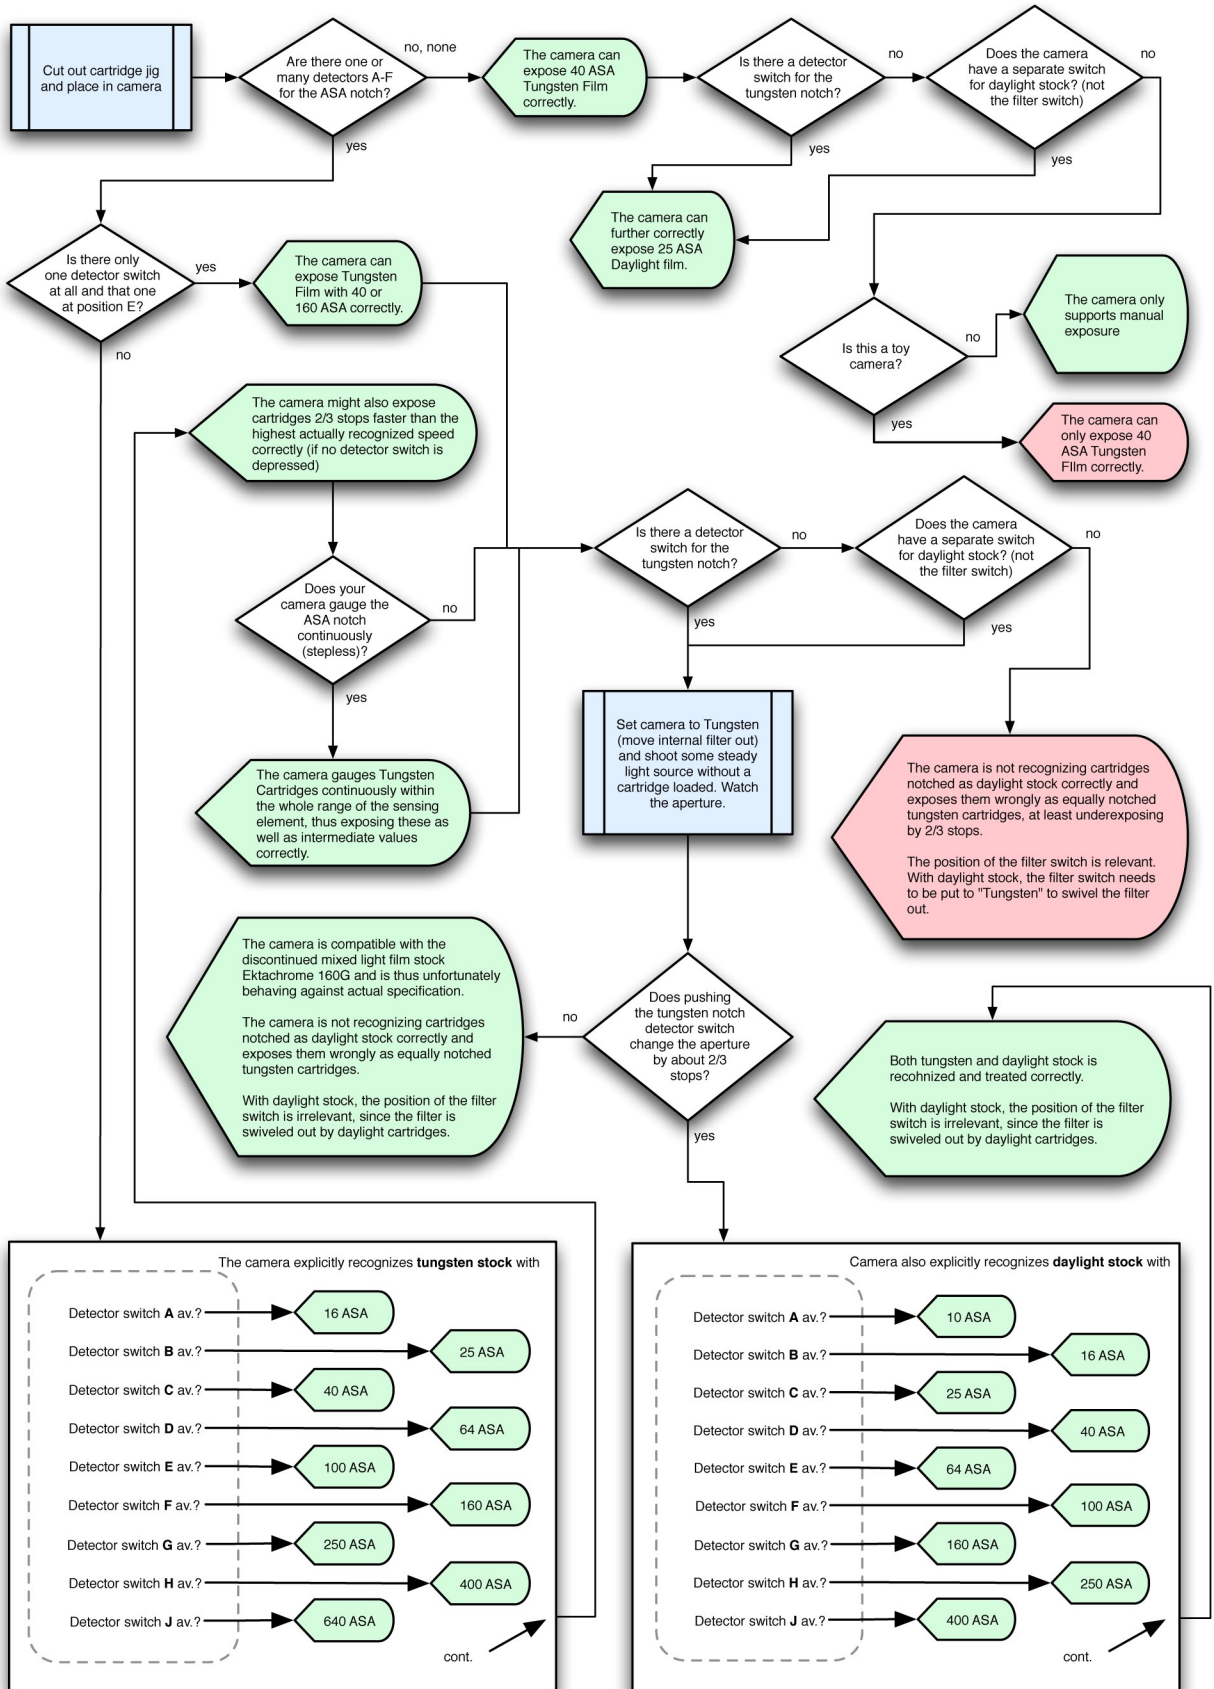 Cut out cartridge jig
and place in camera
Are there one or
many detectors A-F
for the ASA notch?
no, none
yes
The camera can
expose 40 ASA
Tungsten Film
correctly.
Is there a detector
switch for the
tungsten notch?
no
yes
Does the camera
have a separate switch
for daylight stock? (not
the filter switch)
no
yes
The camera can
further correctly
expose 25 ASA
Daylight film.
Is this a toy
camera?
no
yes
The camera only
supports manual
exposure
The camera can
only expose 40
ASA Tungsten
FIlm correctly.
Is there only
one detector switch
at all and that one
at position E?
yes
no
The camera can
expose Tungsten
Film with 40 or
160 ASA correctly.
The camera might also expose
cartridges 2/3 stops faster than the
highest actually recognized speed
correctly (if no detector switch is
depressed)
Does your
camera gauge the
ASA notch
continuously
(stepless)?
no
yes
The camera gauges Tungsten
Cartridges continuously within
the whole range of the sensing
element, thus exposing these as
well as intermediate values
correctly.
Is there a detector
switch for the
tungsten notch?
no
yes
Does the camera
have a separate switch
for daylight stock? (not
the filter switch)
no
yes
Set camera to Tungsten
(move internal filter out)
and shoot some steady
light source without a
cartridge loaded. Watch
the aperture.
The camera is not recognizing cartridges
notched as daylight stock correctly and
exposes them wrongly as equally notched
tungsten cartridges, at least underexposing
by 2/3 stops.
The position of the filter switch is relevant.
With daylight stock, the filter switch needs
to be put to "Tungsten" to swivel the filter
out.
Does pushing
the tungsten notch
detector switch
change the aperture
by about 2/3
stops?
no
yes
The camera is compatible with the
discontinued mixed light film stock
Ektachrome 160G and is thus unfortunately
behaving against actual specification.
The camera is not recognizing cartridges
notched as daylight stock correctly and
exposes them wrongly as equally notched
tungsten cartridges.
With daylight stock, the position of the filter
switch is irrelevant, since the filter is
swiveled out by daylight cartridges.
Both tungsten and daylight stock is
recohnized and treated correctly.
With daylight stock, the position of the filter
switch is irrelevant, since the filter is
swiveled out by daylight cartridges.
The camera explicitly recognizes tungsten stock with
Detector switch A av.? 16 ASA
Detector switch B av.? 25 ASA
Detector switch C av.? 40 ASA
Detector switch D av.? 64 ASA
Detector switch E av.? 100 ASA
Detector switch F av.? 160 ASA
Detector switch G av.? 250 ASA
Detector switch H av.? 400 ASA
Detector switch J av.? 640 ASA
cont.
Camera also explicitly recognizes daylight stock with
Detector switch A av.? 10 ASA
Detector switch B av.? 16 ASA
Detector switch C av.? 25 ASA
Detector switch D av.? 40 ASA
Detector switch E av.? 64 ASA
Detector switch F av.? 100 ASA
Detector switch G av.? 160 ASA
Detector switch H av.? 250 ASA
Detector switch J av.? 400 ASA
cont.